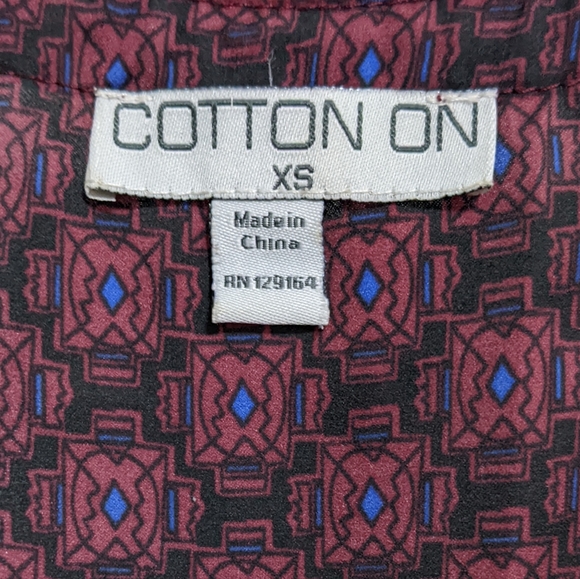 COTTON ON
XS
Made in
China
RN 129164